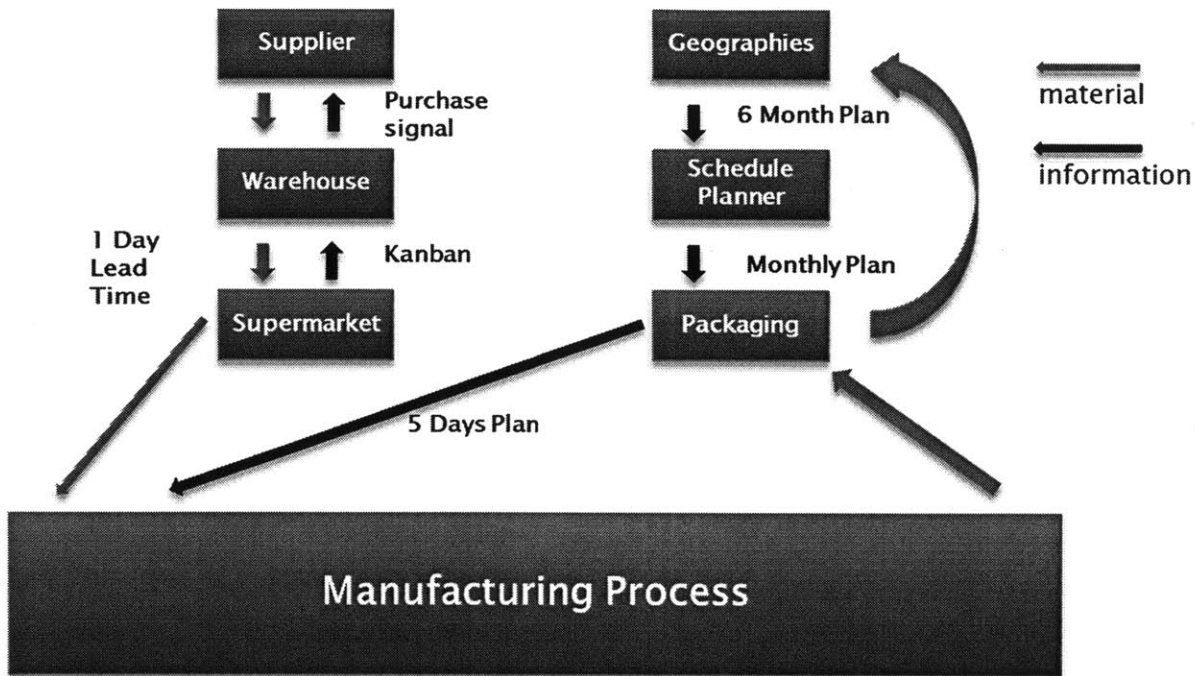 Supplier
Purchase
signal
Warehouse
1 Day
Lead
Time
Kanban
Supermarket
Geographies
6 Month Plan
Schedule
Planner
Monthly Plan
Packaging
material
information
5 Days Plan
Manufacturing Process